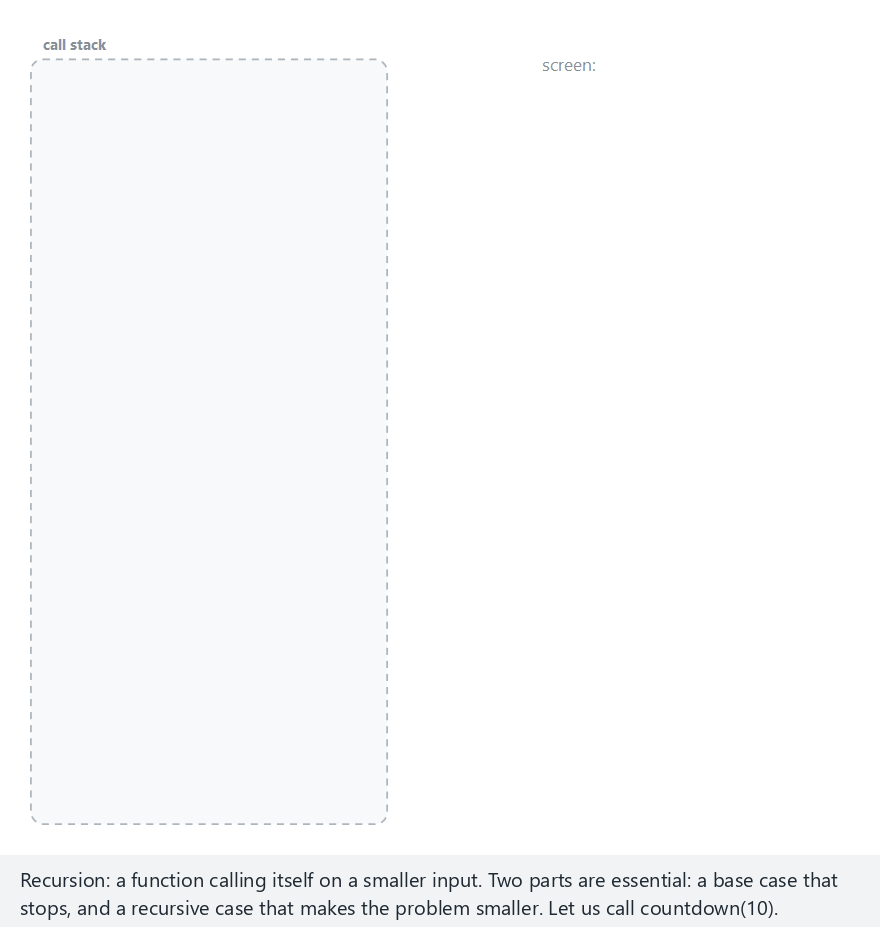 call stack
screen:
Recursion: a function calling itself on a smaller input. Two parts are essential: a base case that
stops, and a recursive case that makes the problem smaller. Let us call countdown(10).